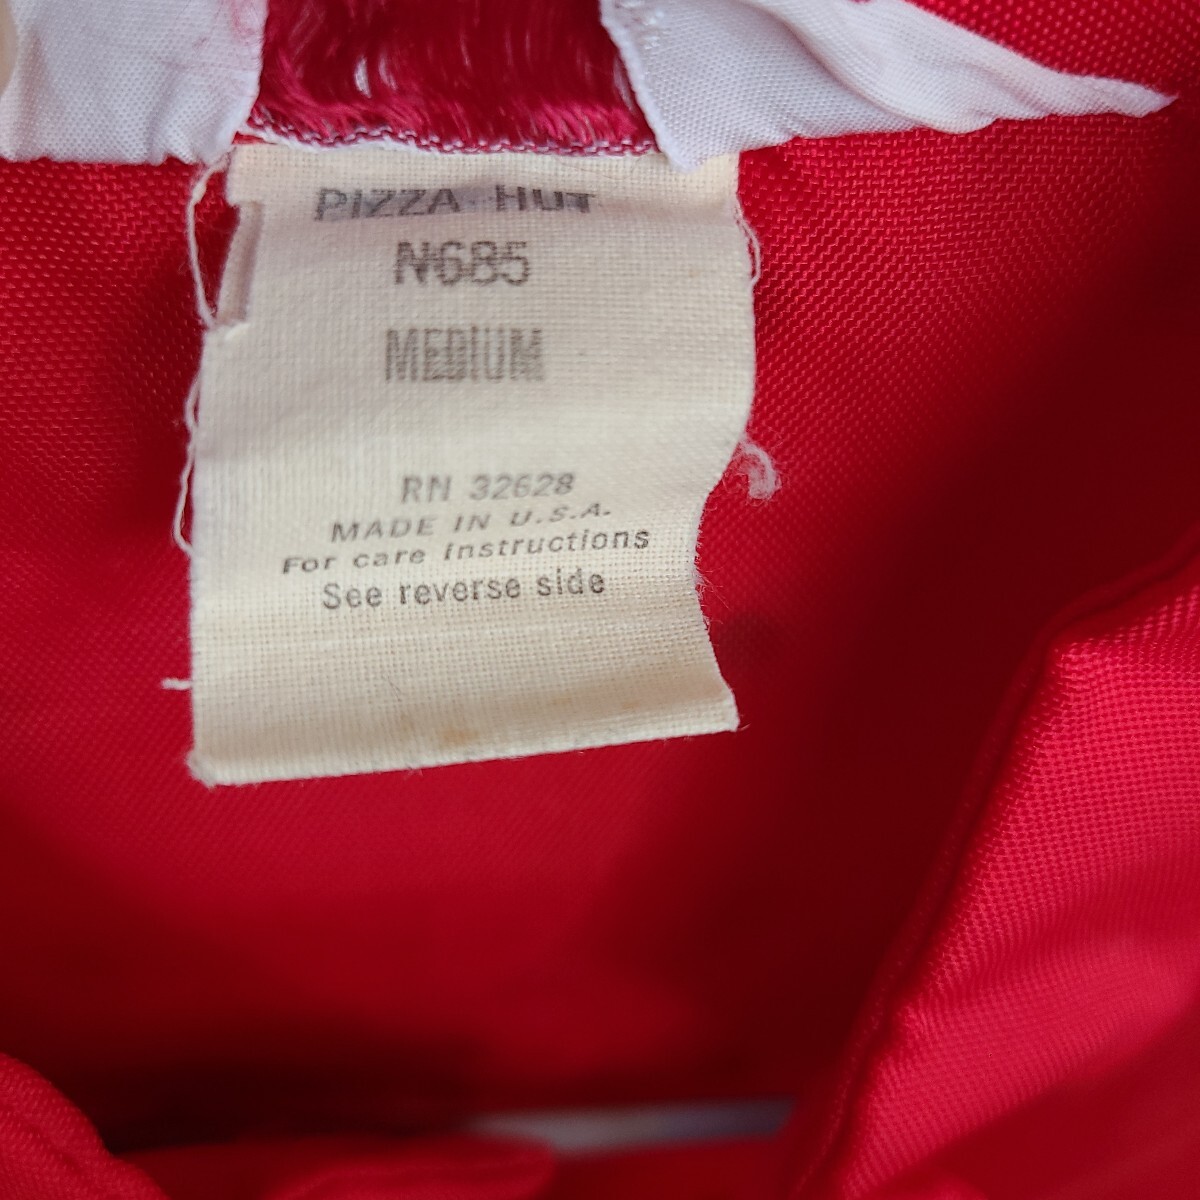 PIZZA HUT
N685
MEDIUM
RN 32628
MADE IN U.S.A.
For care instructions
See reverse side